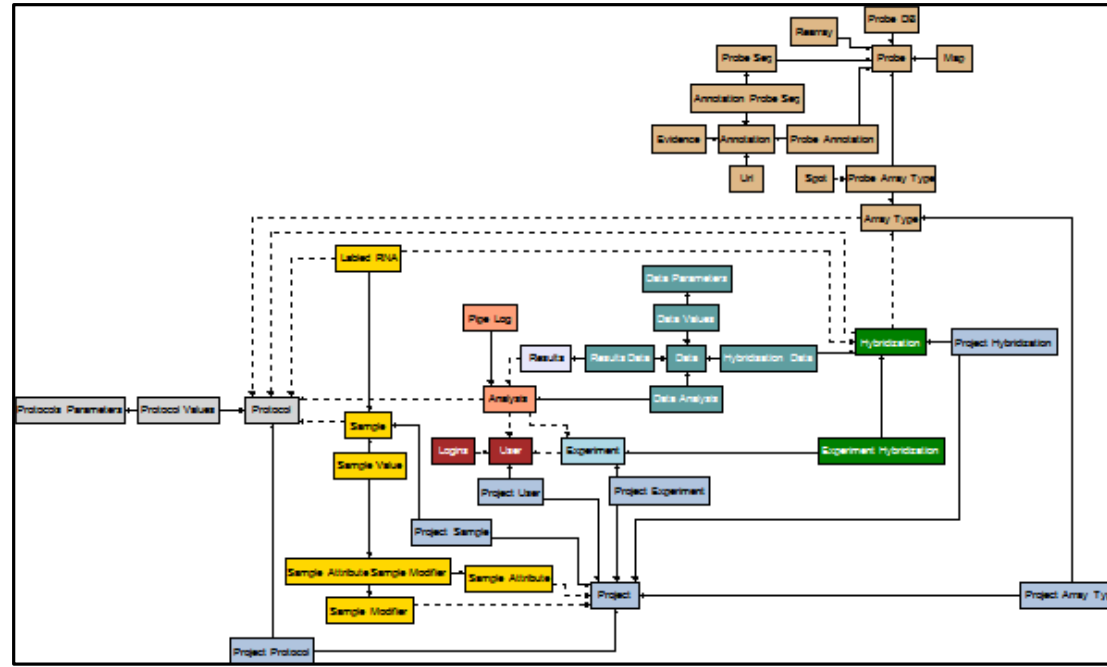 Probe DB
Rearray
Probe Seq
Probe
Map
Annotation Probe Seq
Evidence
Annotation
Probe Annotation
Url
Spot
Probe Array Type
Array Type
Labled RNA
Data Parameters
Pipe Log
Data Values
Results
Results Data
Data
Hybridization Data
Hybridization
Project Hybridization
Protocols Parameters
Protocol Values
Protocol
Analysis
Data Analysis
Sample
Logins
User
Experiment
Experiment Hybridization
Sample Value
Project User
Project Experiment
Project Sample
Sample Attribute Sample Modifier
Sample Attribute
Sample Modifier
Project
Project Array Typ
Project Protocol